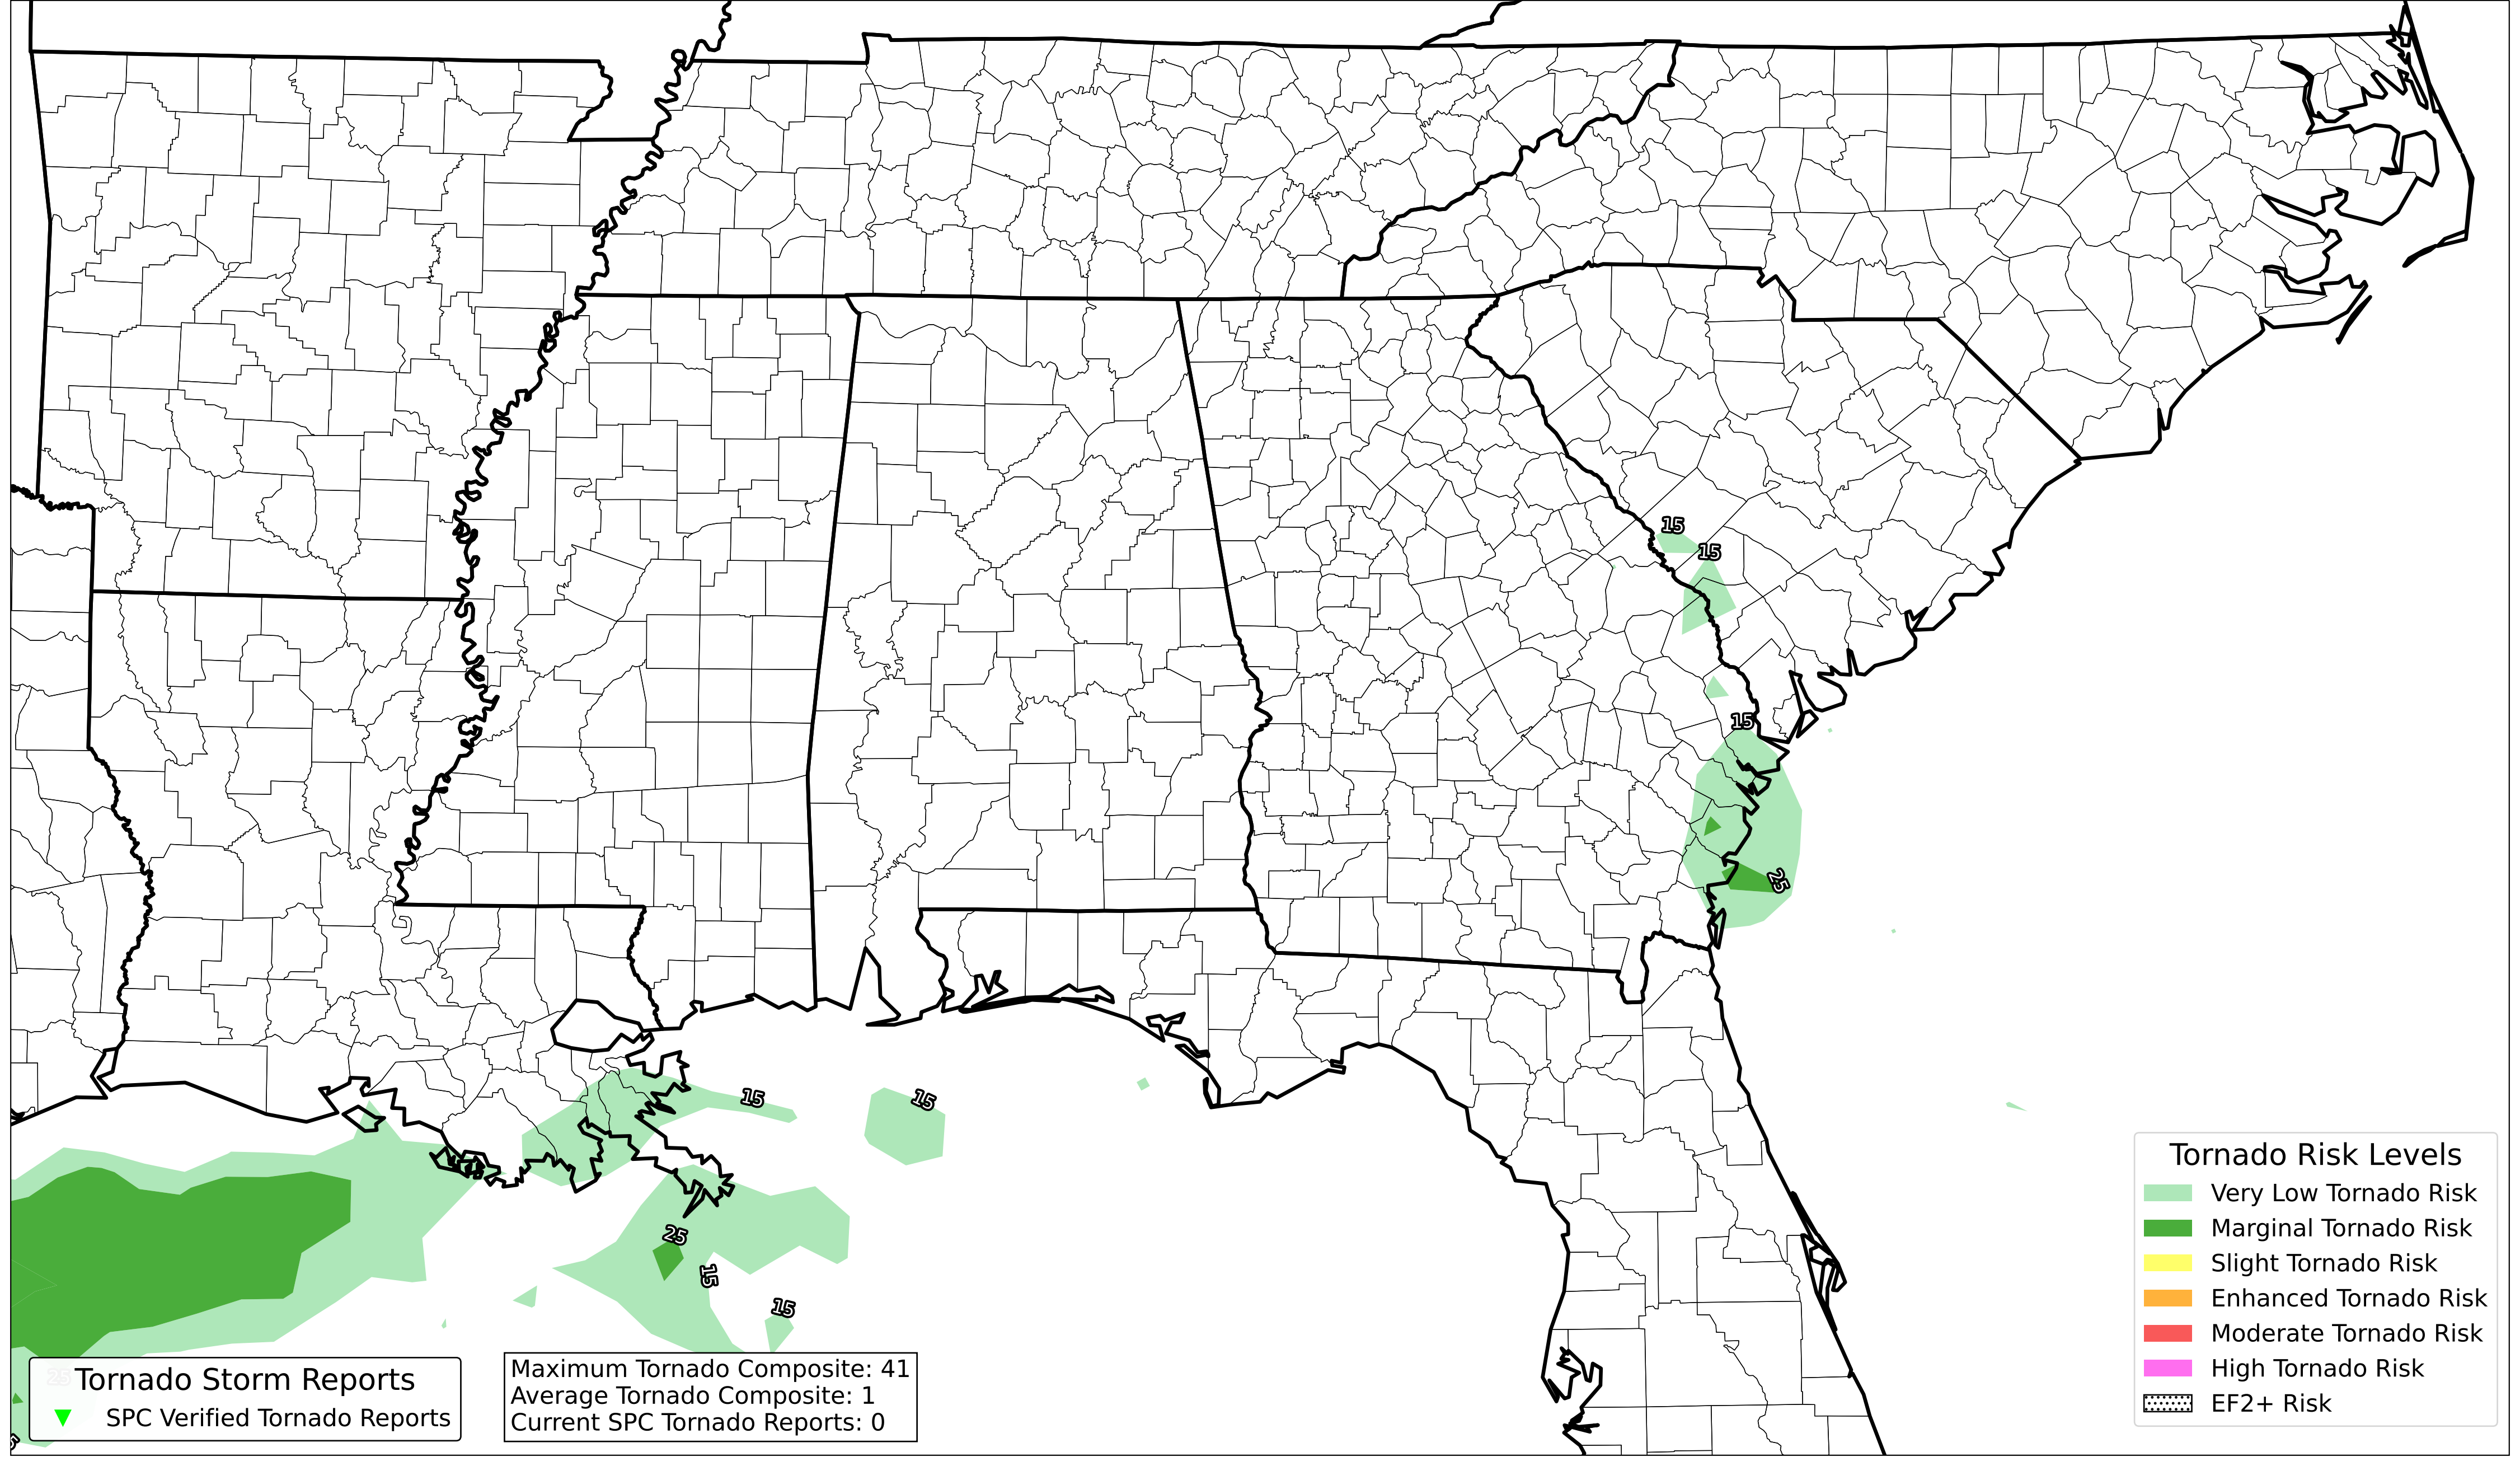 15
15
15
25
15
15
25
15
15
Tornado Storm Reports
SPC Verified Tornado Reports
Maximum Tornado Composite: 41
Average Tornado Composite: 1
Current SPC Tornado Reports: 0
Tornado Risk Levels
Very Low Tornado Risk
Marginal Tornado Risk
Slight Tornado Risk
Enhanced Tornado Risk
Moderate Tornado Risk
High Tornado Risk
EF2+ Risk